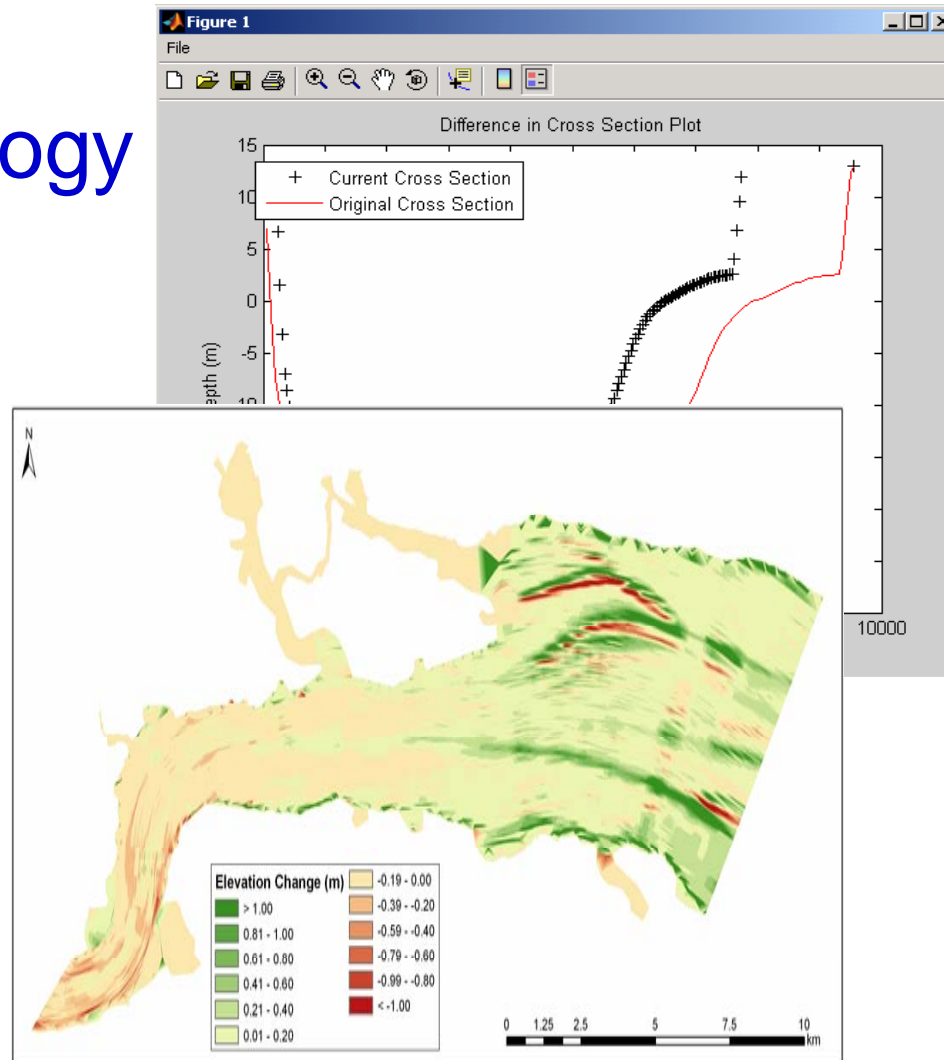 Figure 1
File
ogy
Difference in Cross Section Plot
15
10
5
0
-5
-10
Current Cross Section
Original Cross Section
epth (m)
10000
N
Elevation Change (m)
> 1.00
0.81 - 1.00
0.61 - 0.80
0.41 - 0.60
0.21 - 0.40
0.01 - 0.20
-0.19 - 0.00
-0.39 - -0.20
-0.59 - -0.40
-0.79 - -0.60
-0.99 - -0.80
< -1.00
0 1.25 2.5 5 7.5 10
km